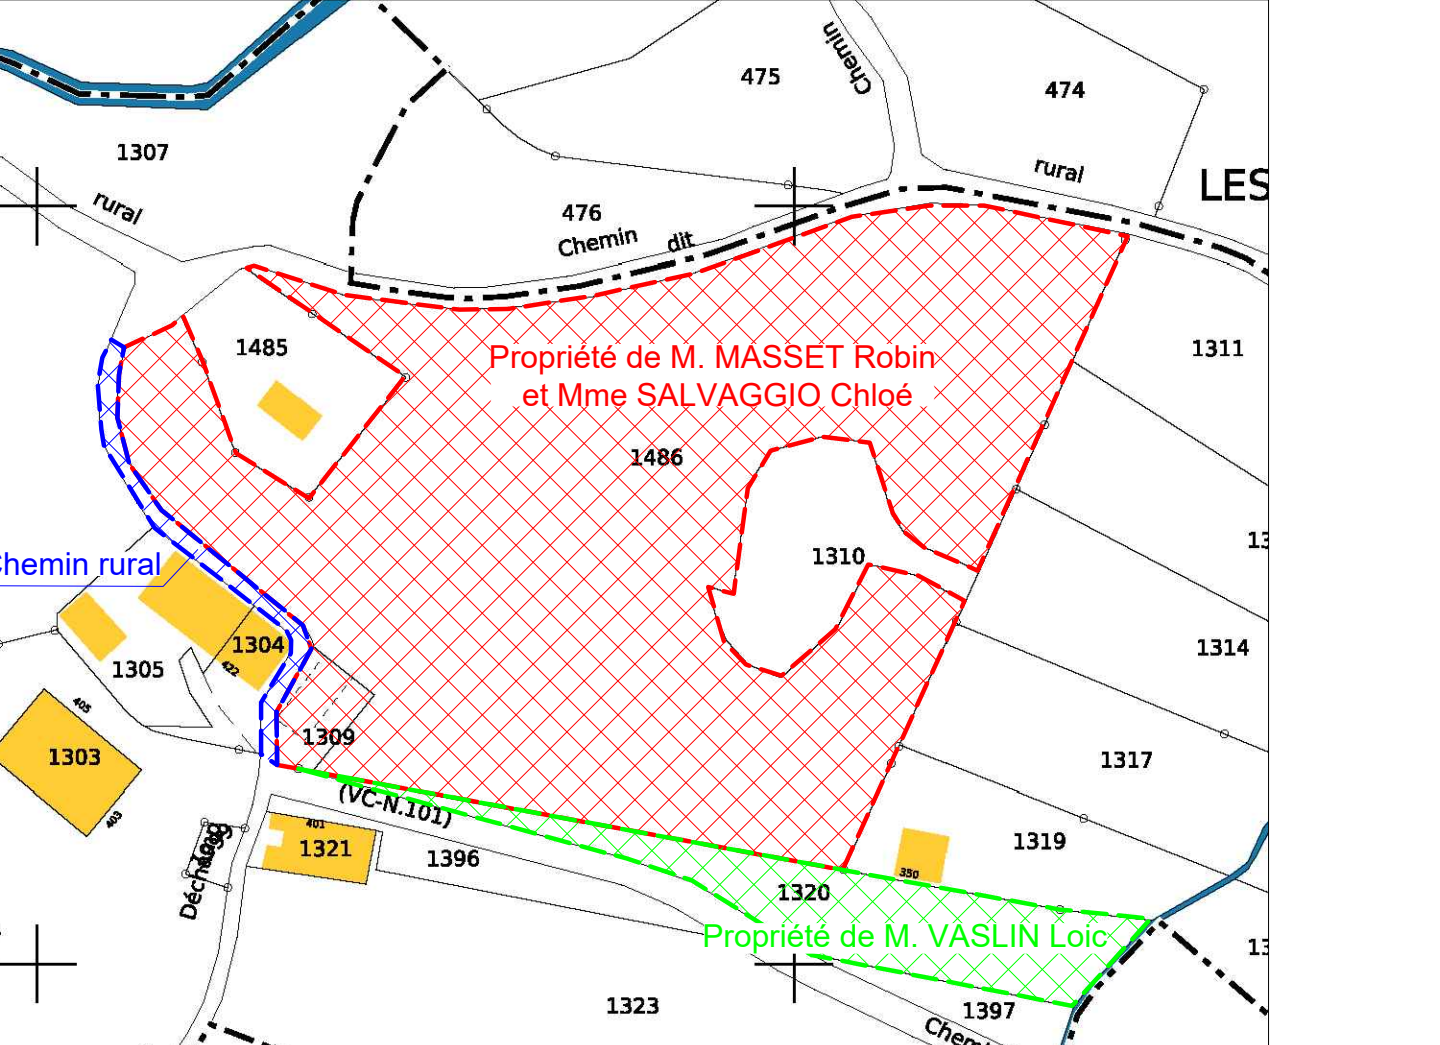 475
474
Chemin
1307
rural
LES
rural
476
Chemin dit
1485
1311
Propriété de M. MASSET Robin
et Mme SALVAGGIO Chloé
1486
1310
Chemin rural
1304
1305
422
1314
405
1309
1303
1317
(VC-N.101)
403
401
1321
1396
1319
350
1320
Propriété de M. VASLIN Loic
1323
1397